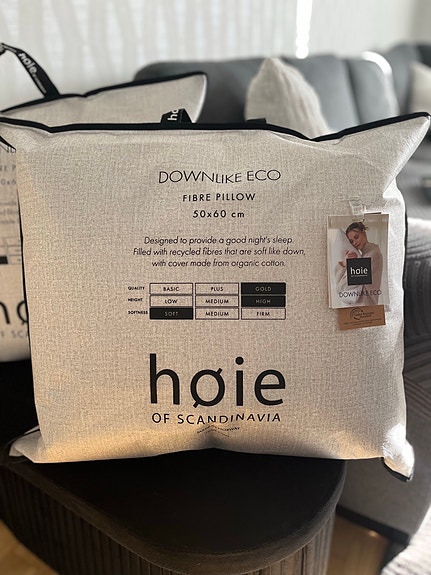 høie
DOWNLIKE ECO
FIBRE PILLOW
50x60 cm
Designed to provide a good night's sleep.
Filled with recycled fibres that are soft like down,
with cover made from organic cotton.
QUALITY BASIC PLUS GOLD
HEIGHT LOW MEDIUM HIGH
SOFTNESS SOFT MEDIUM FIRM
høie
OF SCANDINAVIA
høie
DOWNLIKE ECO